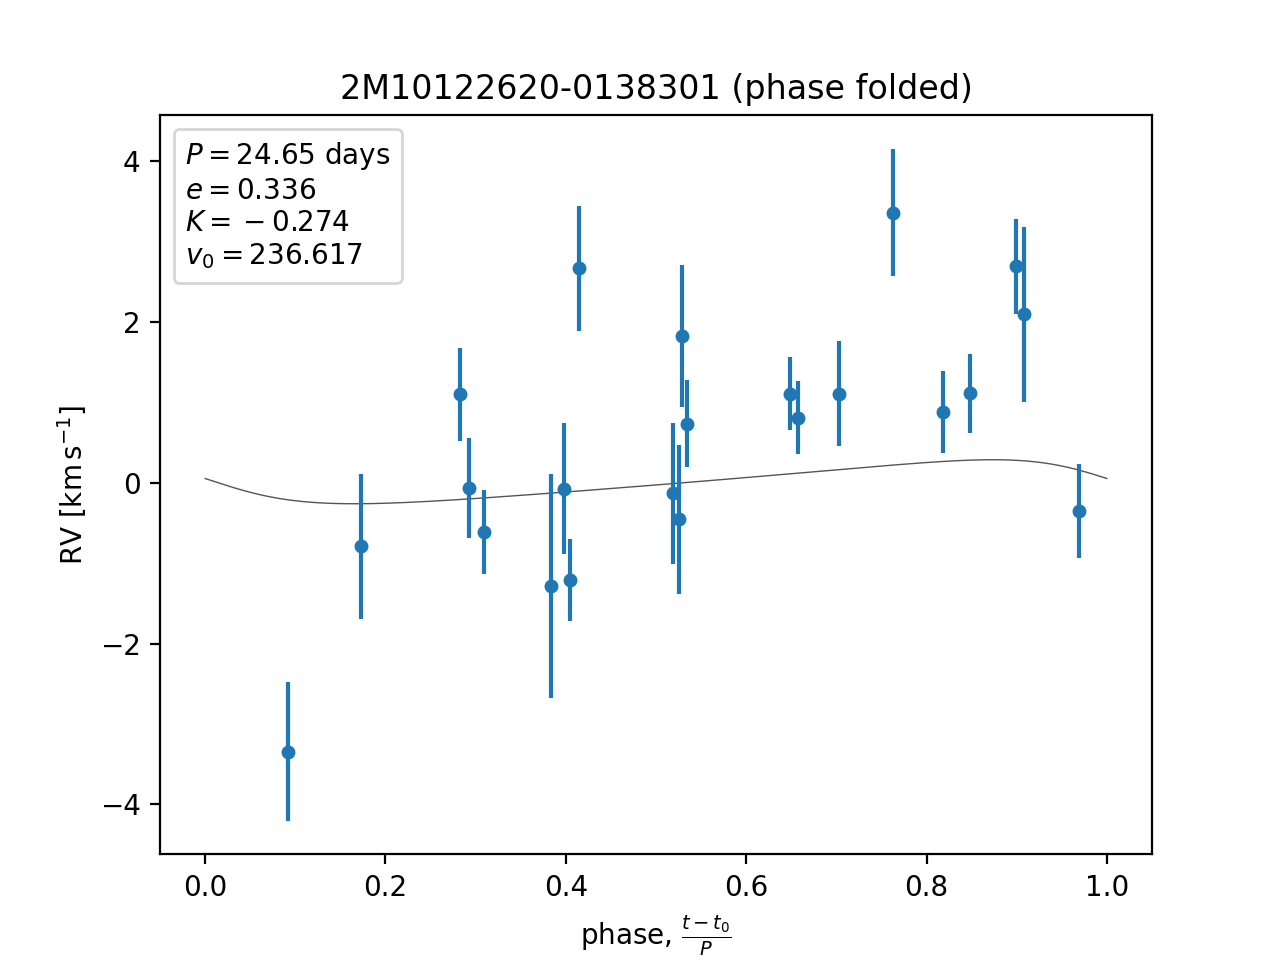 2M10122620-0138301 (phase folded)
P = 24.65 days
e = 0.336
K = −0.274
v₀ = 236.617
RV [km s⁻¹]
4
2
0
−2
−4
0.0 0.2 0.4 0.6 0.8 1.0
phase, (t − t₀)/P